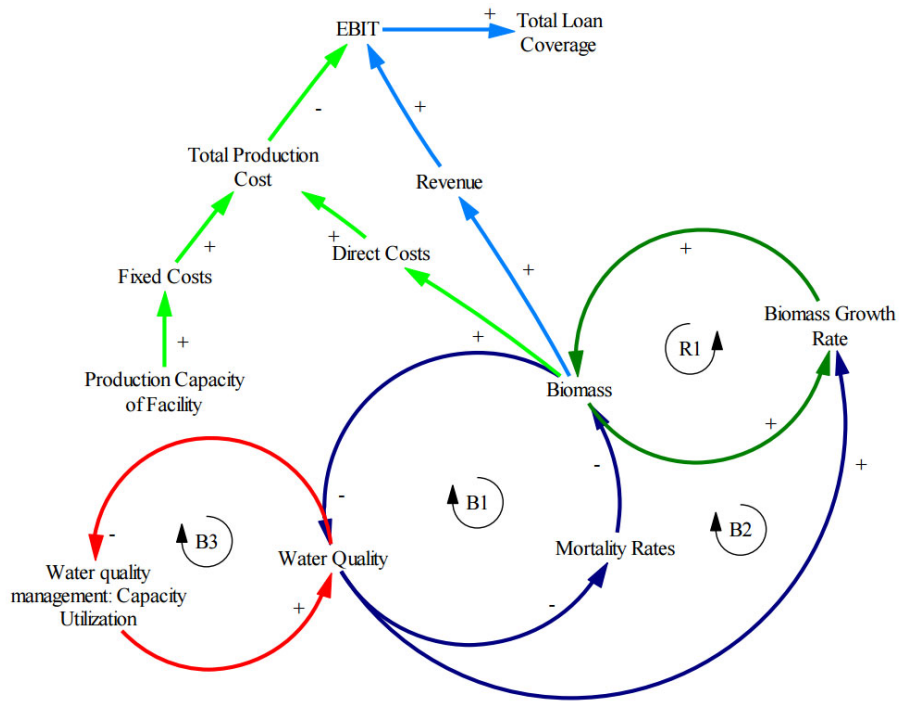 EBIT
+
Total Loan
Coverage
-
+
Total Production
Cost
Revenue
+
+
Direct Costs
+
Fixed Costs
+
Production Capacity
of Facility
+
+
Biomass Growth
Rate
R1
Biomass
+
+
-
B1
-
+
B2
-
B3
Water Quality
Mortality Rates
Water quality
management: Capacity
Utilization
+
-